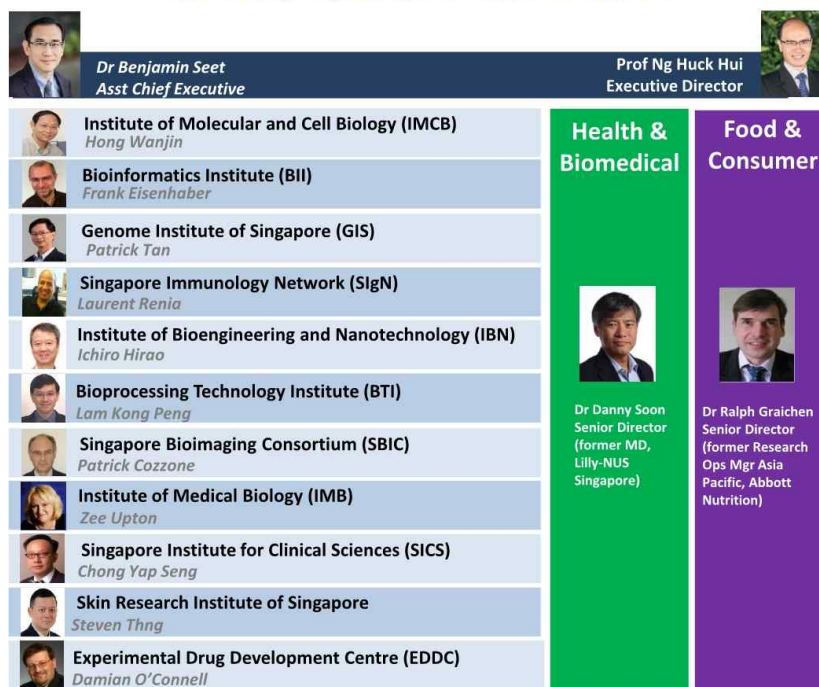 Dr Benjamin Seet
Asst Chief Executive
Prof Ng Huck Hui
Executive Director
Institute of Molecular and Cell Biology (IMCB)
Hong Wanjin
Bioinformatics Institute (BII)
Frank Eisenhaber
Genome Institute of Singapore (GIS)
Patrick Tan
Singapore Immunology Network (SIgN)
Laurent Renia
Institute of Bioengineering and Nanotechnology (IBN)
Ichiro Hirao
Bioprocessing Technology Institute (BTI)
Lam Kong Peng
Singapore Bioimaging Consortium (SBIC)
Patrick Cozzone
Institute of Medical Biology (IMB)
Zee Upton
Singapore Institute for Clinical Sciences (SICS)
Chong Yap Seng
Skin Research Institute of Singapore
Steven Thng
Experimental Drug Development Centre (EDDC)
Damian O'Connell
Health &
Biomedical
Dr Danny Soon
Senior Director
(former MD,
Lilly-NUS
Singapore)
Food &
Consumer
Dr Ralph Graichen
Senior Director
(former Research
Ops Mgr Asia
Pacific, Abbott
Nutrition)